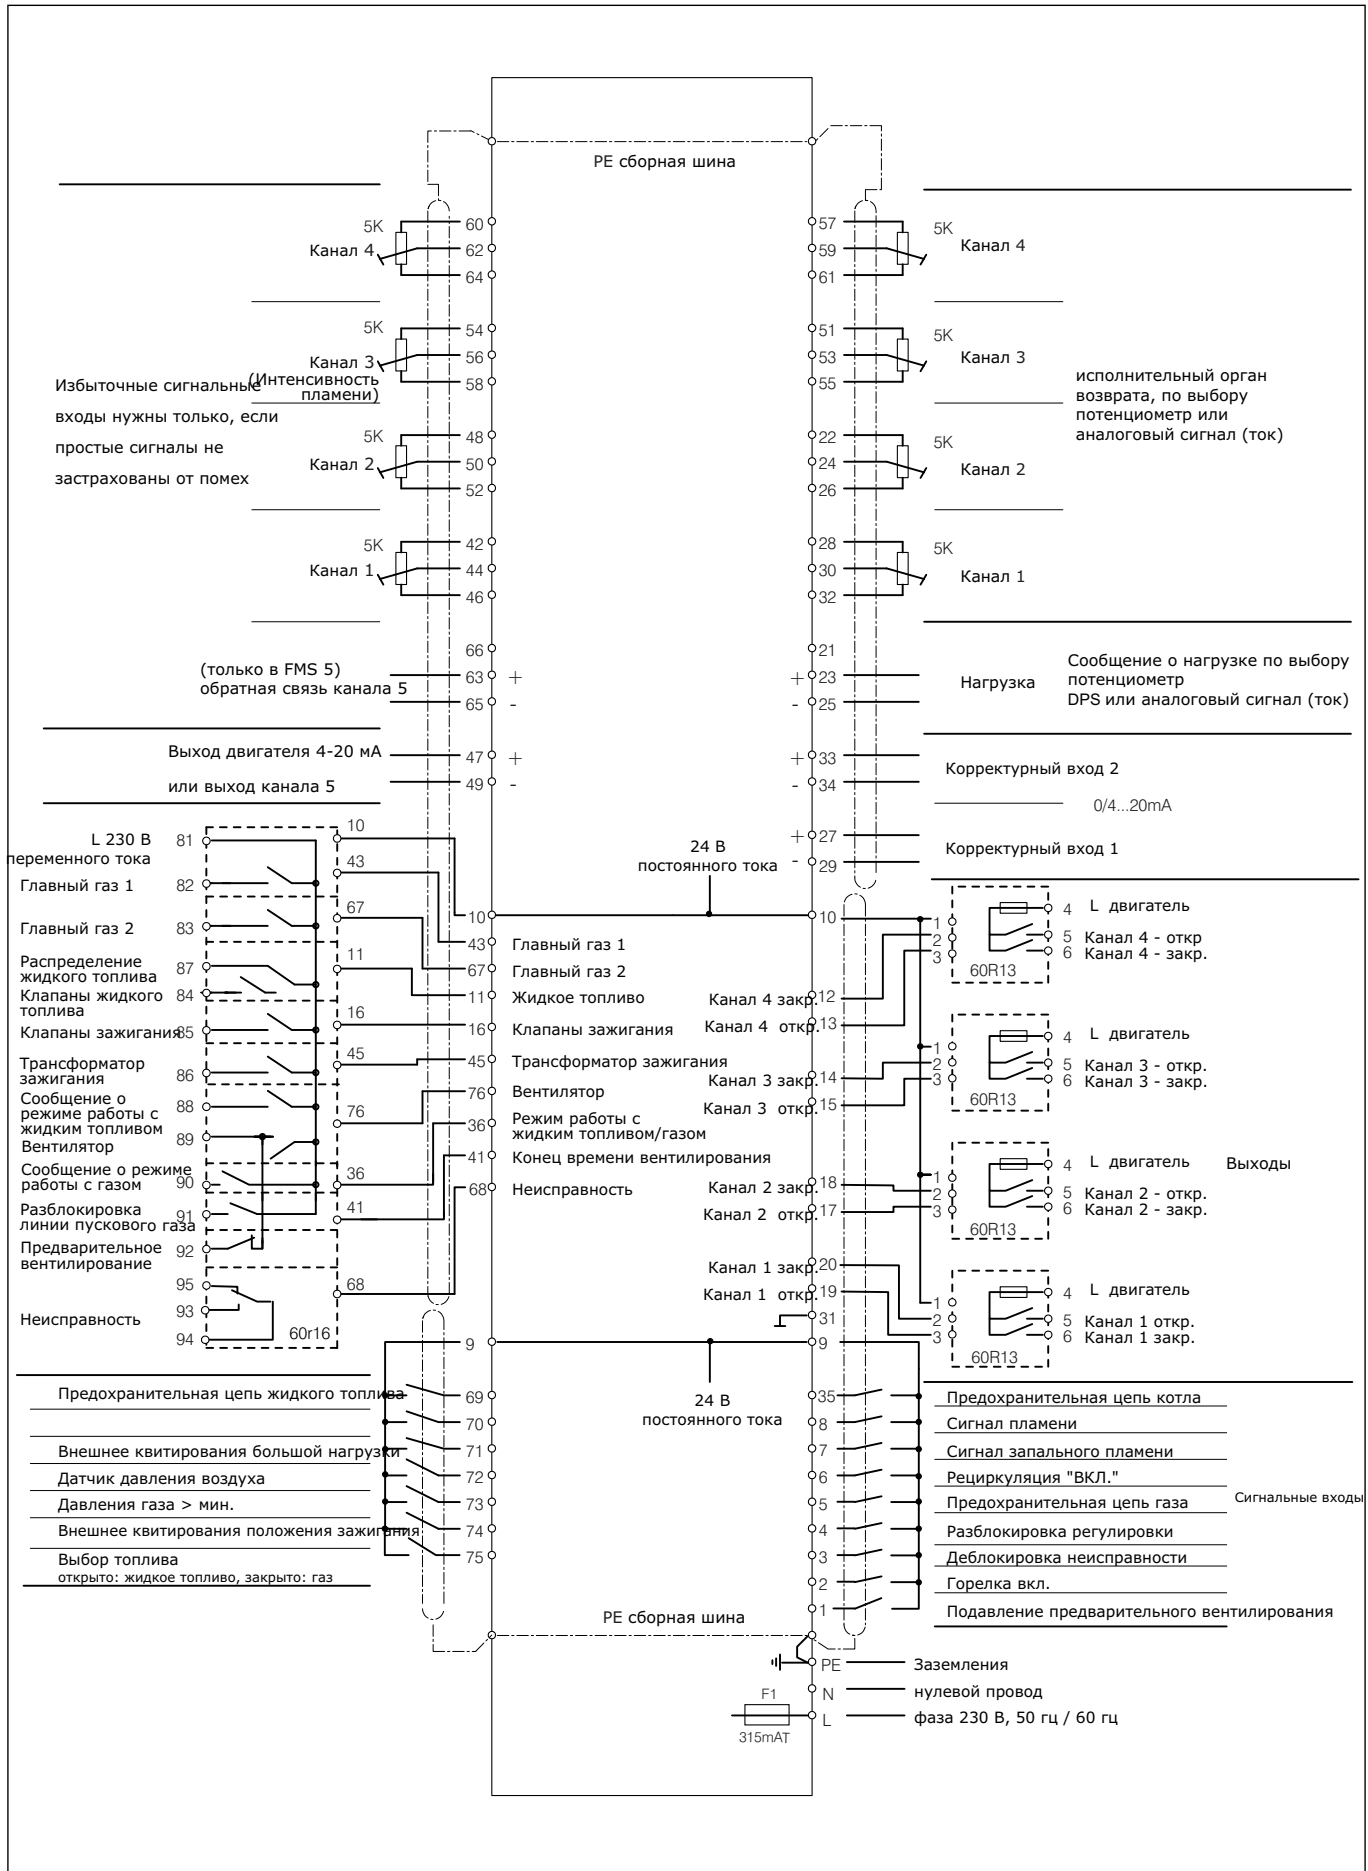 PE сборная шина
5K
Канал 4
60
62
64
57
59
61
5K
Канал 4
5K
Канал 3
(Интенсивность
пламени)
54
56
58
51
53
55
5K
Канал 3
Избыточные сигнальные
входы нужны только, если
простые сигналы не
застрахованы от помех
исполнительный орган
возврата, по выбору
потенциометр или
аналоговый сигнал (ток)
5K
Канал 2
48
50
52
22
24
26
5K
Канал 2
5K
Канал 1
42
44
46
28
30
32
5K
Канал 1
66
21
(только в FMS 5)
обратная связь канала 5
63 +
65 -
+ 23
- 25
Нагрузка
Сообщение о нагрузке по выбору
потенциометр
DPS или аналоговый сигнал (ток)
Выход двигателя 4-20 мА
или выход канала 5
47 +
49 -
+ 33
- 34
Корректурный вход 2
0/4...20mA
+ 27
- 29
Корректурный вход 1
24 В
постоянного тока
L 230 В
переменного тока
81
Главный газ 1
82
Главный газ 2
83
Распределение
жидкого топлива
87
Клапаны жидкого
топлива
84
Клапаны зажигания
85
Трансформатор
зажигания
86
Сообщение о
режиме работы с
жидким топливом
88
Вентилятор
89
Сообщение о режиме
работы с газом
90
Разблокировка
линии пускового газа
91
Предварительное
вентилирование
92
95
93
Неисправность
94
60r16
10
43
67
11
16
45
76
36
41
68
10
43 Главный газ 1
67 Главный газ 2
11 Жидкое топливо
16 Клапаны зажигания
45 Трансформатор зажигания
76 Вентилятор
36 Режим работы с
жидким топливом/газом
41 Конец времени вентилирования
68 Неисправность
10
Канал 4 закр. 12
Канал 4 откр. 13
Канал 3 закр. 14
Канал 3 откр. 15
Канал 2 закр. 18
Канал 2 откр. 17
Канал 1 закр. 20
Канал 1 откр. 19
31
1
2
3
60R13
4 L двигатель
5 Канал 4 - откр
6 Канал 4 - закр.
1
2
3
60R13
4 L двигатель
5 Канал 3 - откр.
6 Канал 3 - закр.
1
2
3
60R13
4 L двигатель
5 Канал 2 - откр.
6 Канал 2 - закр.
Выходы
1
2
3
60R13
4 L двигатель
5 Канал 1 откр.
6 Канал 1 закр.
9
9
24 В
постоянного тока
Предохранительная цепь жидкого топлива
69
70
Внешнее квитирования большой нагрузки
71
Датчик давления воздуха
72
Давления газа > мин.
73
Внешнее квитирования положения зажигания
74
Выбор топлива
открыто: жидкое топливо, закрыто: газ
75
35 Предохранительная цепь котла
8 Сигнал пламени
7 Сигнал запального пламени
6 Рециркуляция "ВКЛ."
5 Предохранительная цепь газа
Сигнальные входы
4 Разблокировка регулировки
3 Деблокировка неисправности
2 Горелка вкл.
1 Подавление предварительного вентилирования
PE сборная шина
PE Заземления
N нулевой провод
L фаза 230 В, 50 гц / 60 гц
F1
315mAT